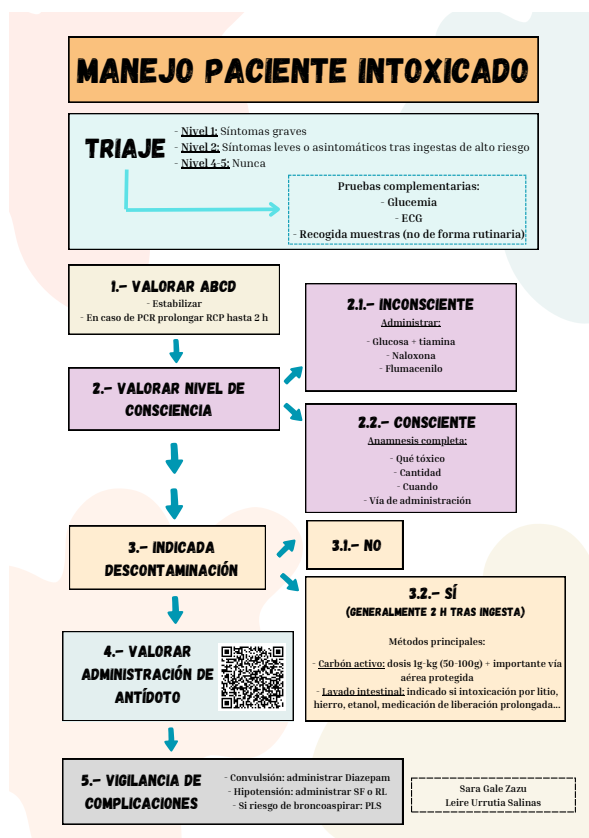 MANEJO PACIENTE INTOXICADO
TRIAJE
- Nivel 1: Síntomas graves
- Nivel 2: Síntomas leves o asintomáticos tras ingestas de alto riesgo
- Nivel 4-5: Nunca
Pruebas complementarias:
- Glucemia
- ECG
- Recogida muestras (no de forma rutinaria)
1.- VALORAR ABCD
- Estabilizar
- En caso de PCR prolongar RCP hasta 2 h
2.- VALORAR NIVEL DE
CONSCIENCIA
2.1.- INCONSCIENTE
Administrar:
- Glucosa + tiamina
- Naloxona
- Flumacenilo
2.2.- CONSCIENTE
Anamnesis completa:
- Qué tóxico
- Cantidad
- Cuando
- Vía de administración
3.- INDICADA
DESCONTAMINACIÓN
3.1.- NO
3.2.- SÍ
(GENERALMENTE 2 H TRAS INGESTA)
Métodos principales:
- Carbón activo: dosis 1g-kg (50-100g) + importante vía
aérea protegida
- Lavado intestinal: indicado si intoxicación por litio,
hierro, etanol, medicación de liberación prolongada...
4.- VALORAR
ADMINISTRACIÓN DE
ANTÍDOTO
5.- VIGILANCIA DE
COMPLICACIONES
- Convulsión: administrar Diazepam
- Hipotensión: administrar SF o RL
- Si riesgo de broncoaspirar: PLS
Sara Gale Zazu
Leire Urrutia Salinas